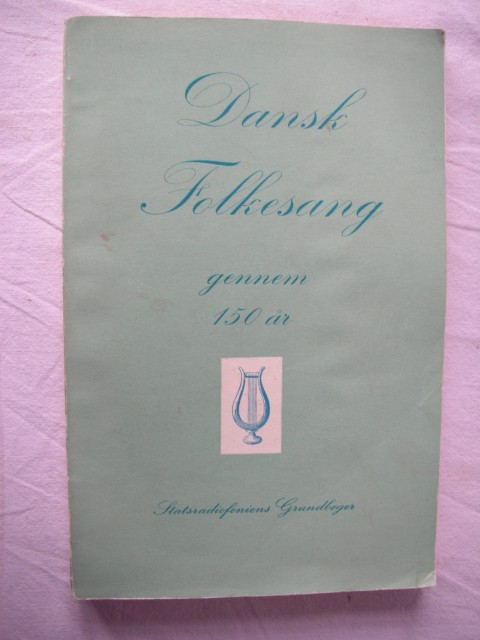 Dansk
Folkesang
gennem
150 år
Statsradiofoniens Grundbøger